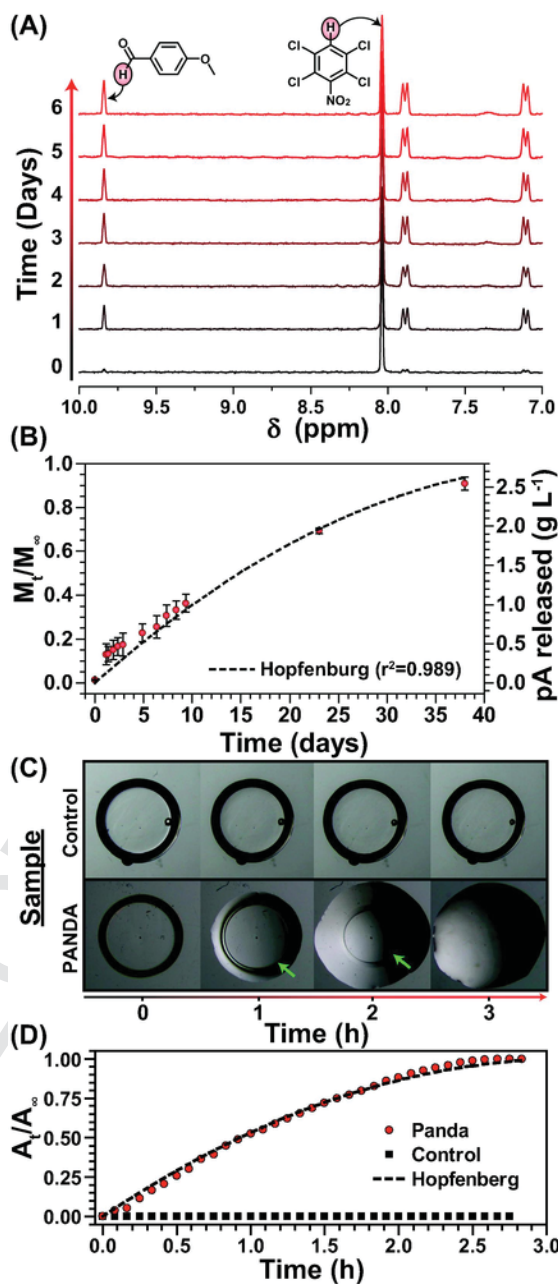 (A)
H
O
O
H
Cl
Cl
Cl
Cl
NO₂
6
5
4
3
2
1
0
Time (Days)
10.0 9.5 9.0 8.5 8.0 7.5 7.0
δ (ppm)
(B)
1.0
0.8
0.6
0.4
0.2
0.0
Mt/M∞
2.5
2.0
1.5
1.0
0.5
0.0
pA released (g L⁻¹)
Hopfenburg (r²=0.989)
0 5 10 15 20 25 30 35 40
Time (days)
(C)
Sample
Control
PANDA
0 1 2 3
Time (h)
(D)
1.00
0.75
0.50
0.25
0.00
At/A∞
Panda
Control
Hopfenberg
0.0 0.5 1.0 1.5 2.0 2.5 3.0
Time (h)